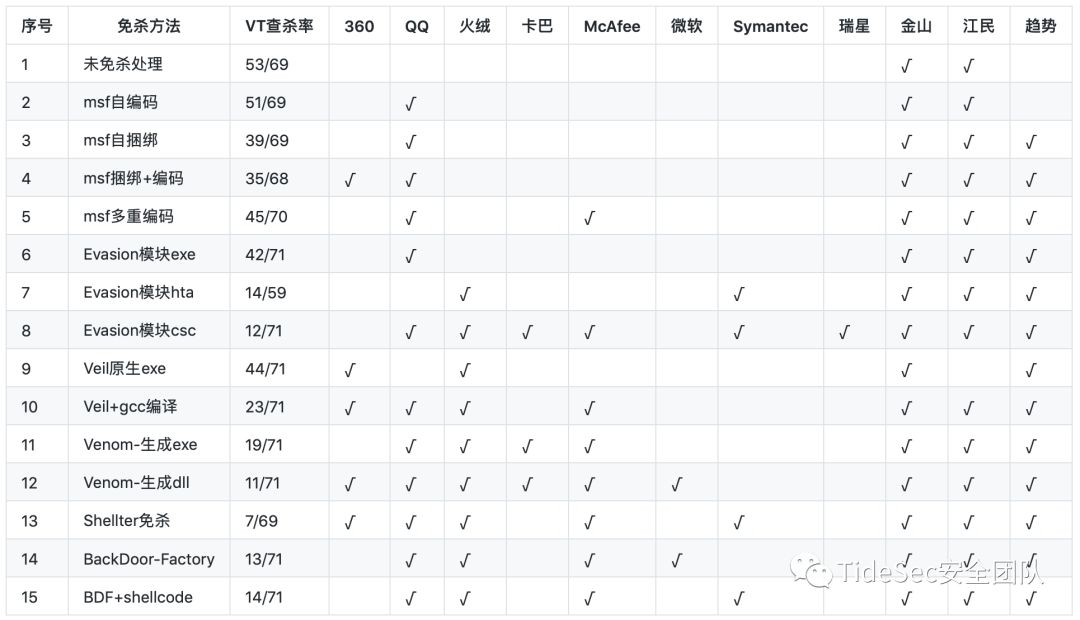 序号 免杀方法 VT查杀率 360 QQ 火绒 卡巴 McAfee 微软 Symantec 瑞星 金山 江民 趋势
1 未免杀处理 53/69 √ √
2 msf自编码 51/69 √ √ √
3 msf自捆绑 39/69 √ √ √ √
4 msf捆绑+编码 35/68 √ √ √ √ √
5 msf多重编码 45/70 √ √ √ √ √
6 Evasion模块exe 42/71 √ √ √ √
7 Evasion模块hta 14/59 √ √ √ √ √
8 Evasion模块csc 12/71 √ √ √ √ √ √ √ √ √
9 Veil原生exe 44/71 √ √ √ √
10 Veil+gcc编译 23/71 √ √ √ √ √ √ √
11 Venom-生成exe 19/71 √ √ √ √ √ √ √
12 Venom-生成dll 11/71 √ √ √ √ √ √ √ √ √
13 Shellter免杀 7/69 √ √ √ √ √ √ √ √
14 BackDoor-Factory 13/71 √ √ √ √ √ √ √
15 BDF+shellcode 14/71 √ √ √ √ √ √ √
TideSec安全团队